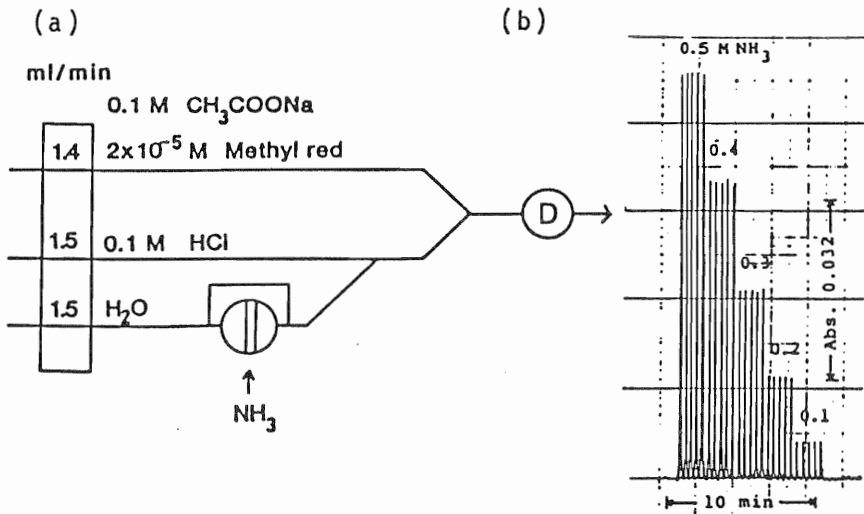 (a)
ml/min
0.1 M CH₃COONa
1.4 2x10⁻⁵ M Methyl red
1.5 0.1 M HCl
1.5 H₂O
NH₃
D
(b)
0.5 M NH₃
0.4
0.3
0.2
0.1
Abs. 0.032
10 min